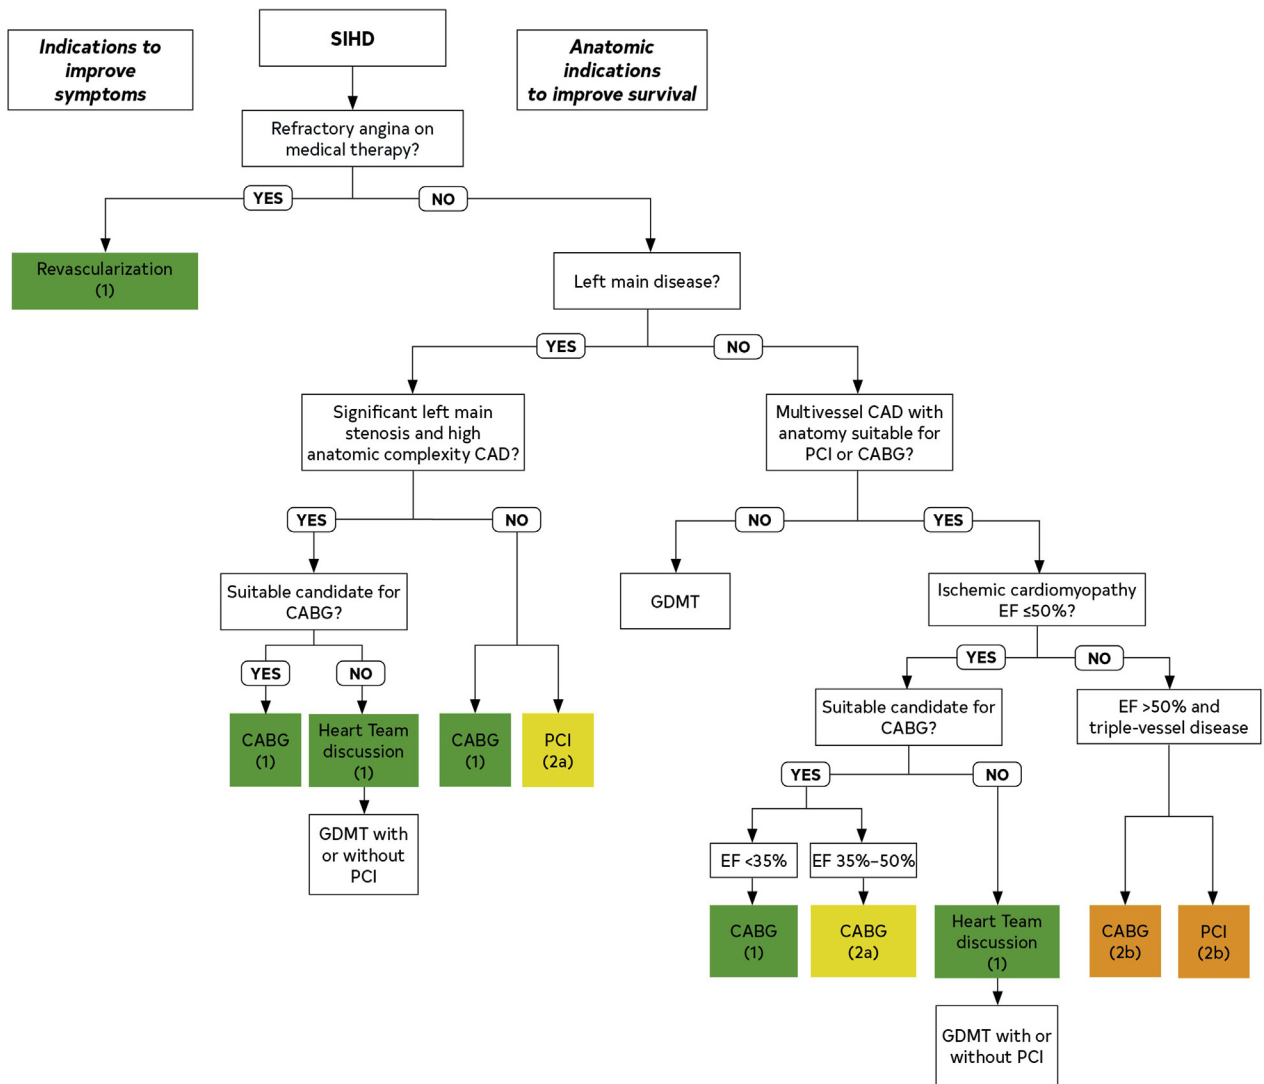 Indications to
improve
symptoms
SIHD
Anatomic
indications
to improve survival
Refractory angina on
medical therapy?
YES
NO
Revascularization
(1)
Left main disease?
YES
NO
Significant left main
stenosis and high
anatomic complexity CAD?
Multivessel CAD with
anatomy suitable for
PCI or CABG?
YES
NO
NO
YES
Suitable candidate for
CABG?
GDMT
Ischemic cardiomyopathy
EF ≤50%?
YES
NO
YES
NO
CABG
(1)
Heart Team
discussion
(1)
CABG
(1)
PCI
(2a)
Suitable candidate for
CABG?
EF >50% and
triple-vessel disease
GDMT with
or without
PCI
YES
NO
EF <35%
EF 35%–50%
CABG
(1)
CABG
(2a)
Heart Team
discussion
(1)
CABG
(2b)
PCI
(2b)
GDMT with or
without PCI